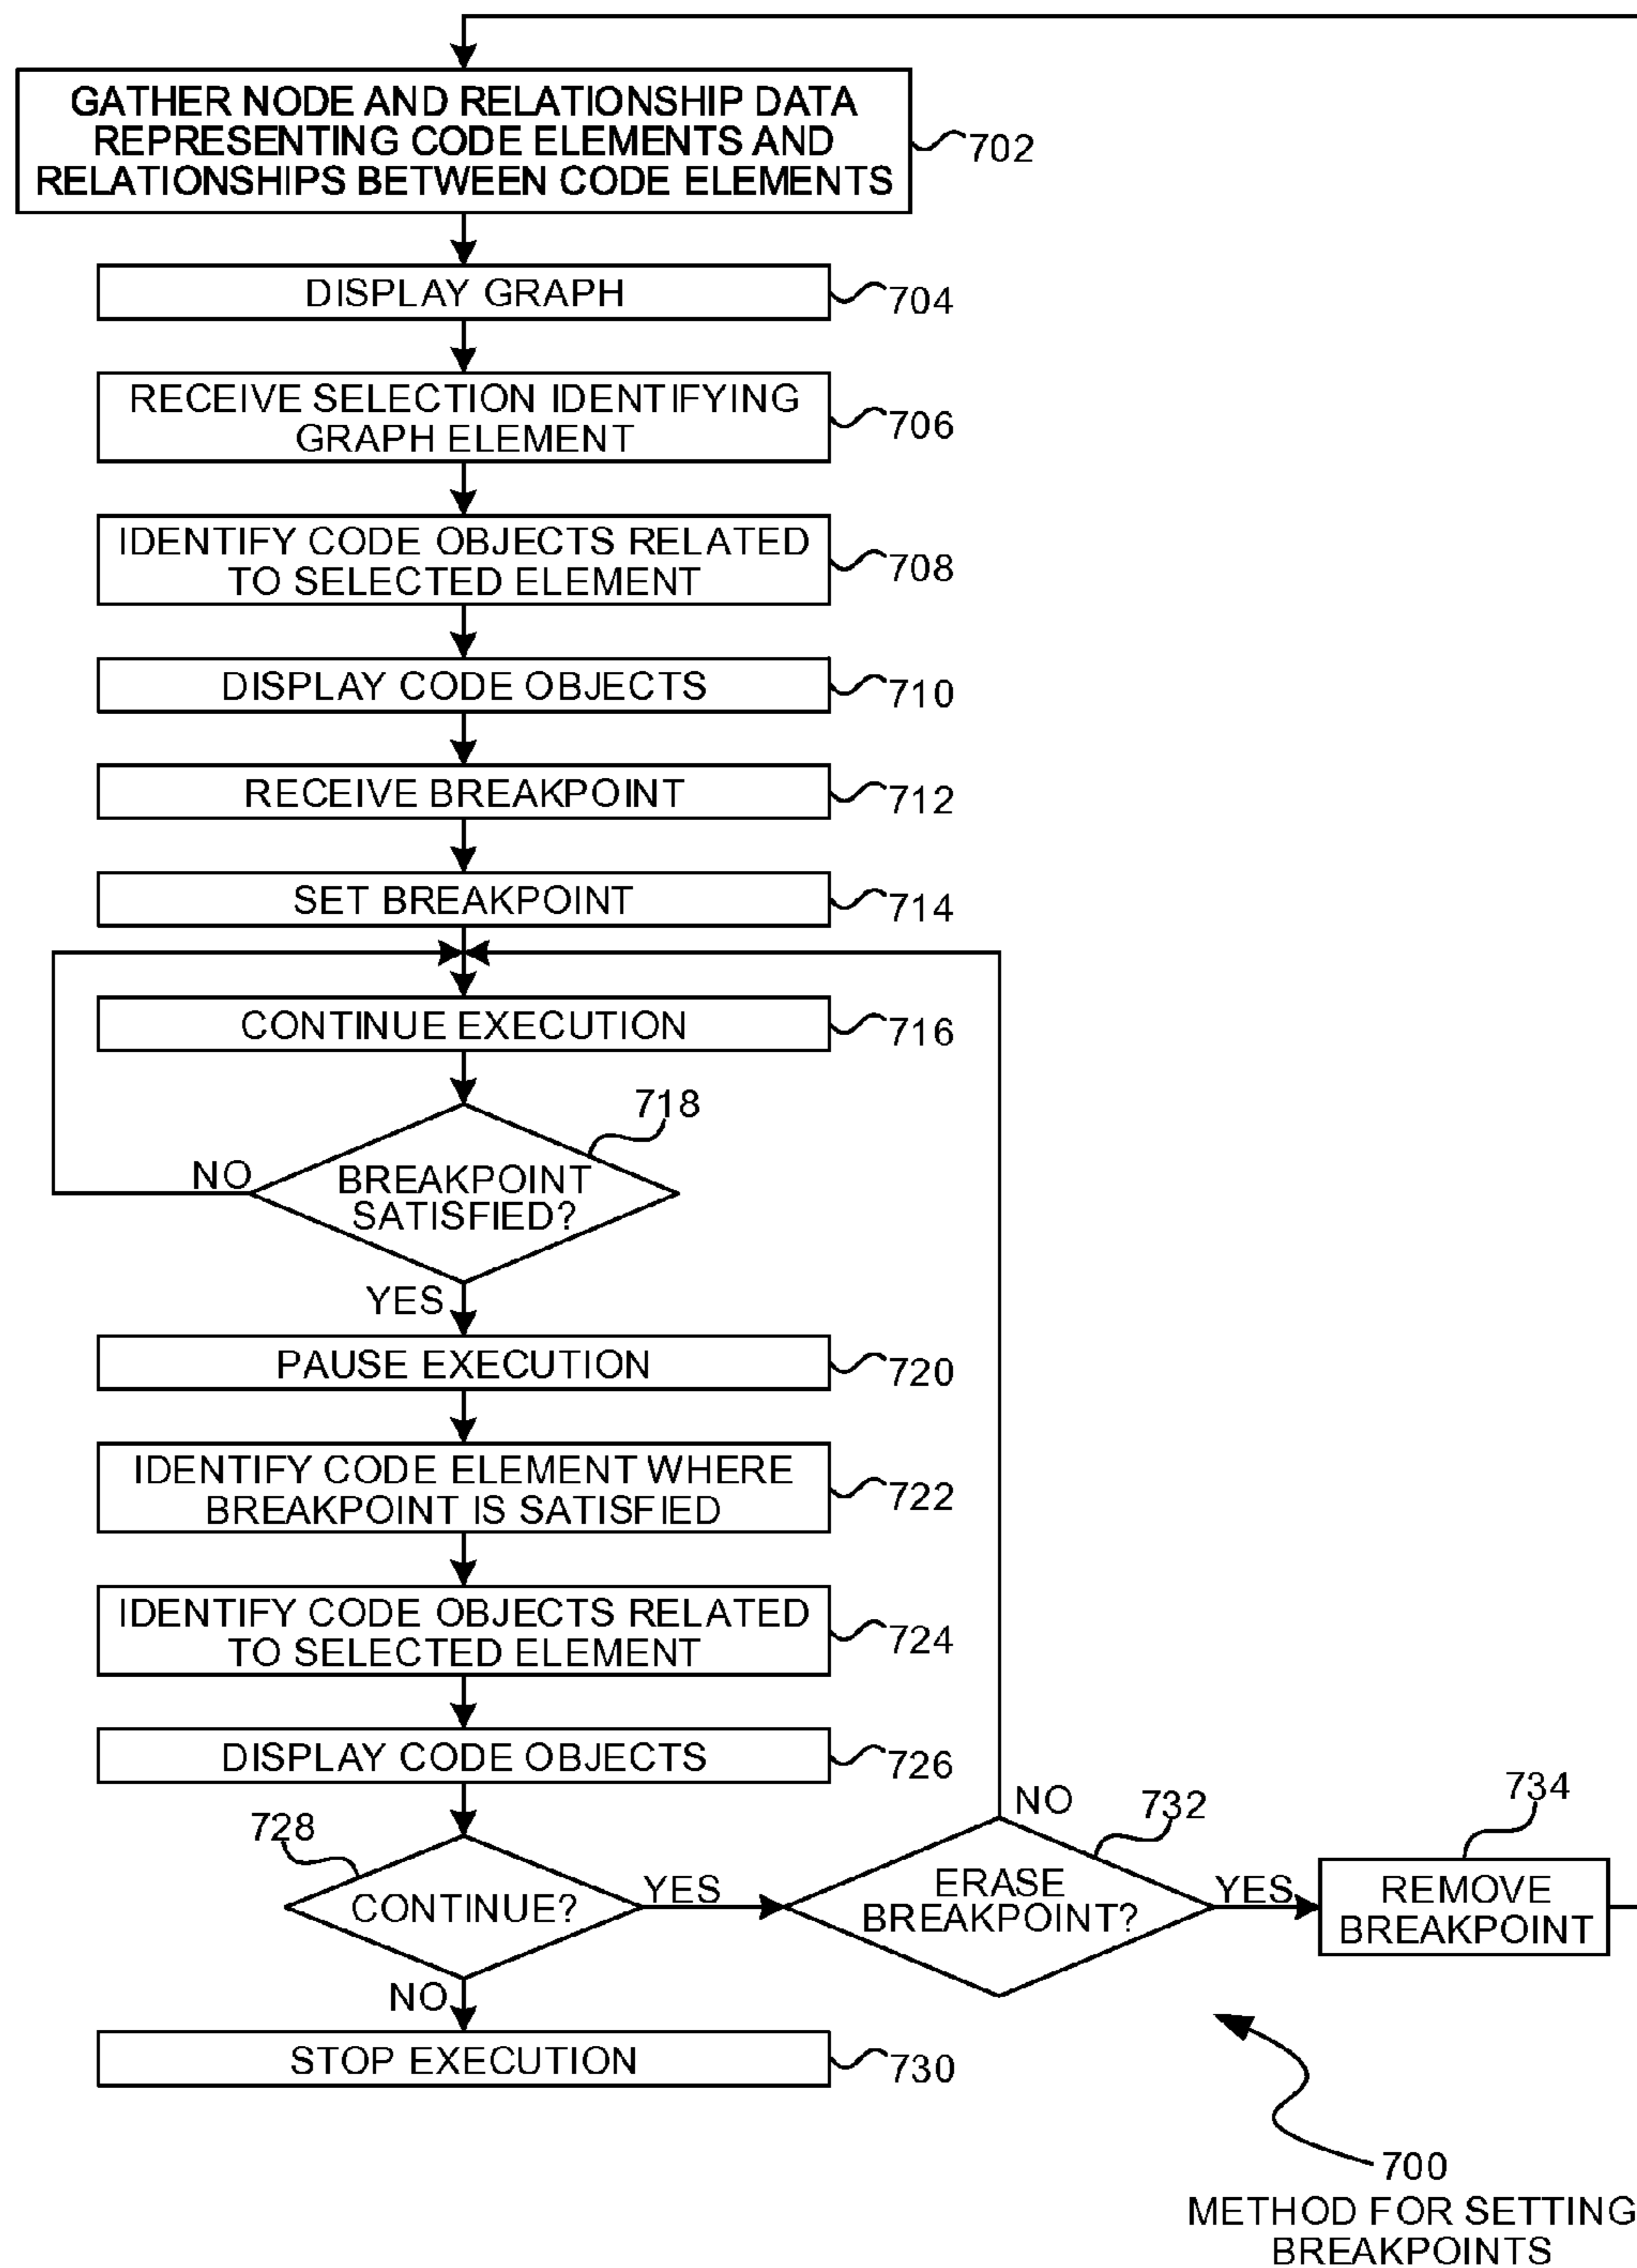 GATHER NODE AND RELATIONSHIP DATA
REPRESENTING CODE ELEMENTS AND
RELATIONSHIPS BETWEEN CODE ELEMENTS
702
DISPLAY GRAPH
704
RECEIVE SELECTION IDENTIFYING
GRAPH ELEMENT
706
IDENTIFY CODE OBJECTS RELATED
TO SELECTED ELEMENT
708
DISPLAY CODE OBJECTS
710
RECEIVE BREAKPOINT
712
SET BREAKPOINT
714
CONTINUE EXECUTION
716
718
NO
BREAKPOINT
SATISFIED?
YES
PAUSE EXECUTION
720
IDENTIFY CODE ELEMENT WHERE
BREAKPOINT IS SATISFIED
722
IDENTIFY CODE OBJECTS RELATED
TO SELECTED ELEMENT
724
DISPLAY CODE OBJECTS
726
728
CONTINUE?
YES
NO
732
ERASE
BREAKPOINT?
YES
734
REMOVE
BREAKPOINT
NO
STOP EXECUTION
730
700
METHOD FOR SETTING
BREAKPOINTS